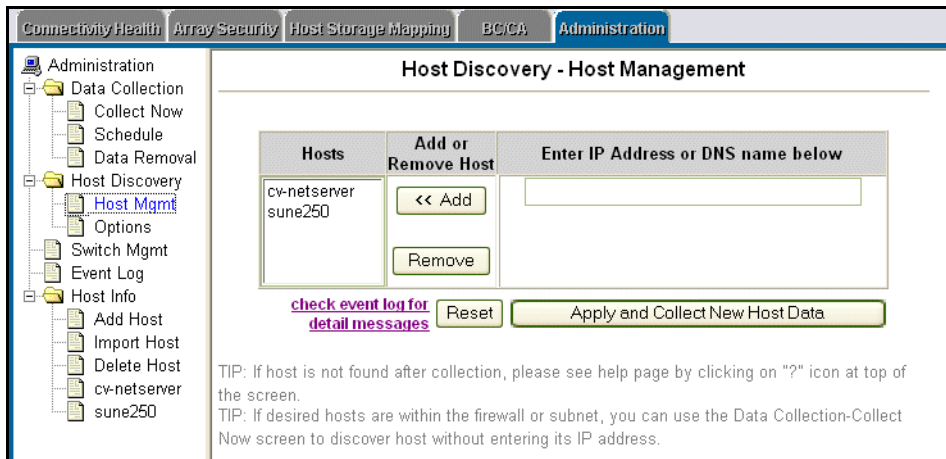 Connectivity Health Array Security Host Storage Mapping BC/CA Administration
Administration
Data Collection
Collect Now
Schedule
Data Removal
Host Discovery
Host Mgmt
Options
Switch Mgmt
Event Log
Host Info
Add Host
Import Host
Delete Host
cv-netserver
sune250
Host Discovery - Host Management
Hosts
Add or
Remove Host
Enter IP Address or DNS name below
cv-netserver
sune250
<< Add
Remove
check event log for
detail messages
Reset
Apply and Collect New Host Data
TIP: If host is not found after collection, please see help page by clicking on "?" icon at top of
the screen.
TIP: If desired hosts are within the firewall or subnet, you can use the Data Collection-Collect
Now screen to discover host without entering its IP address.